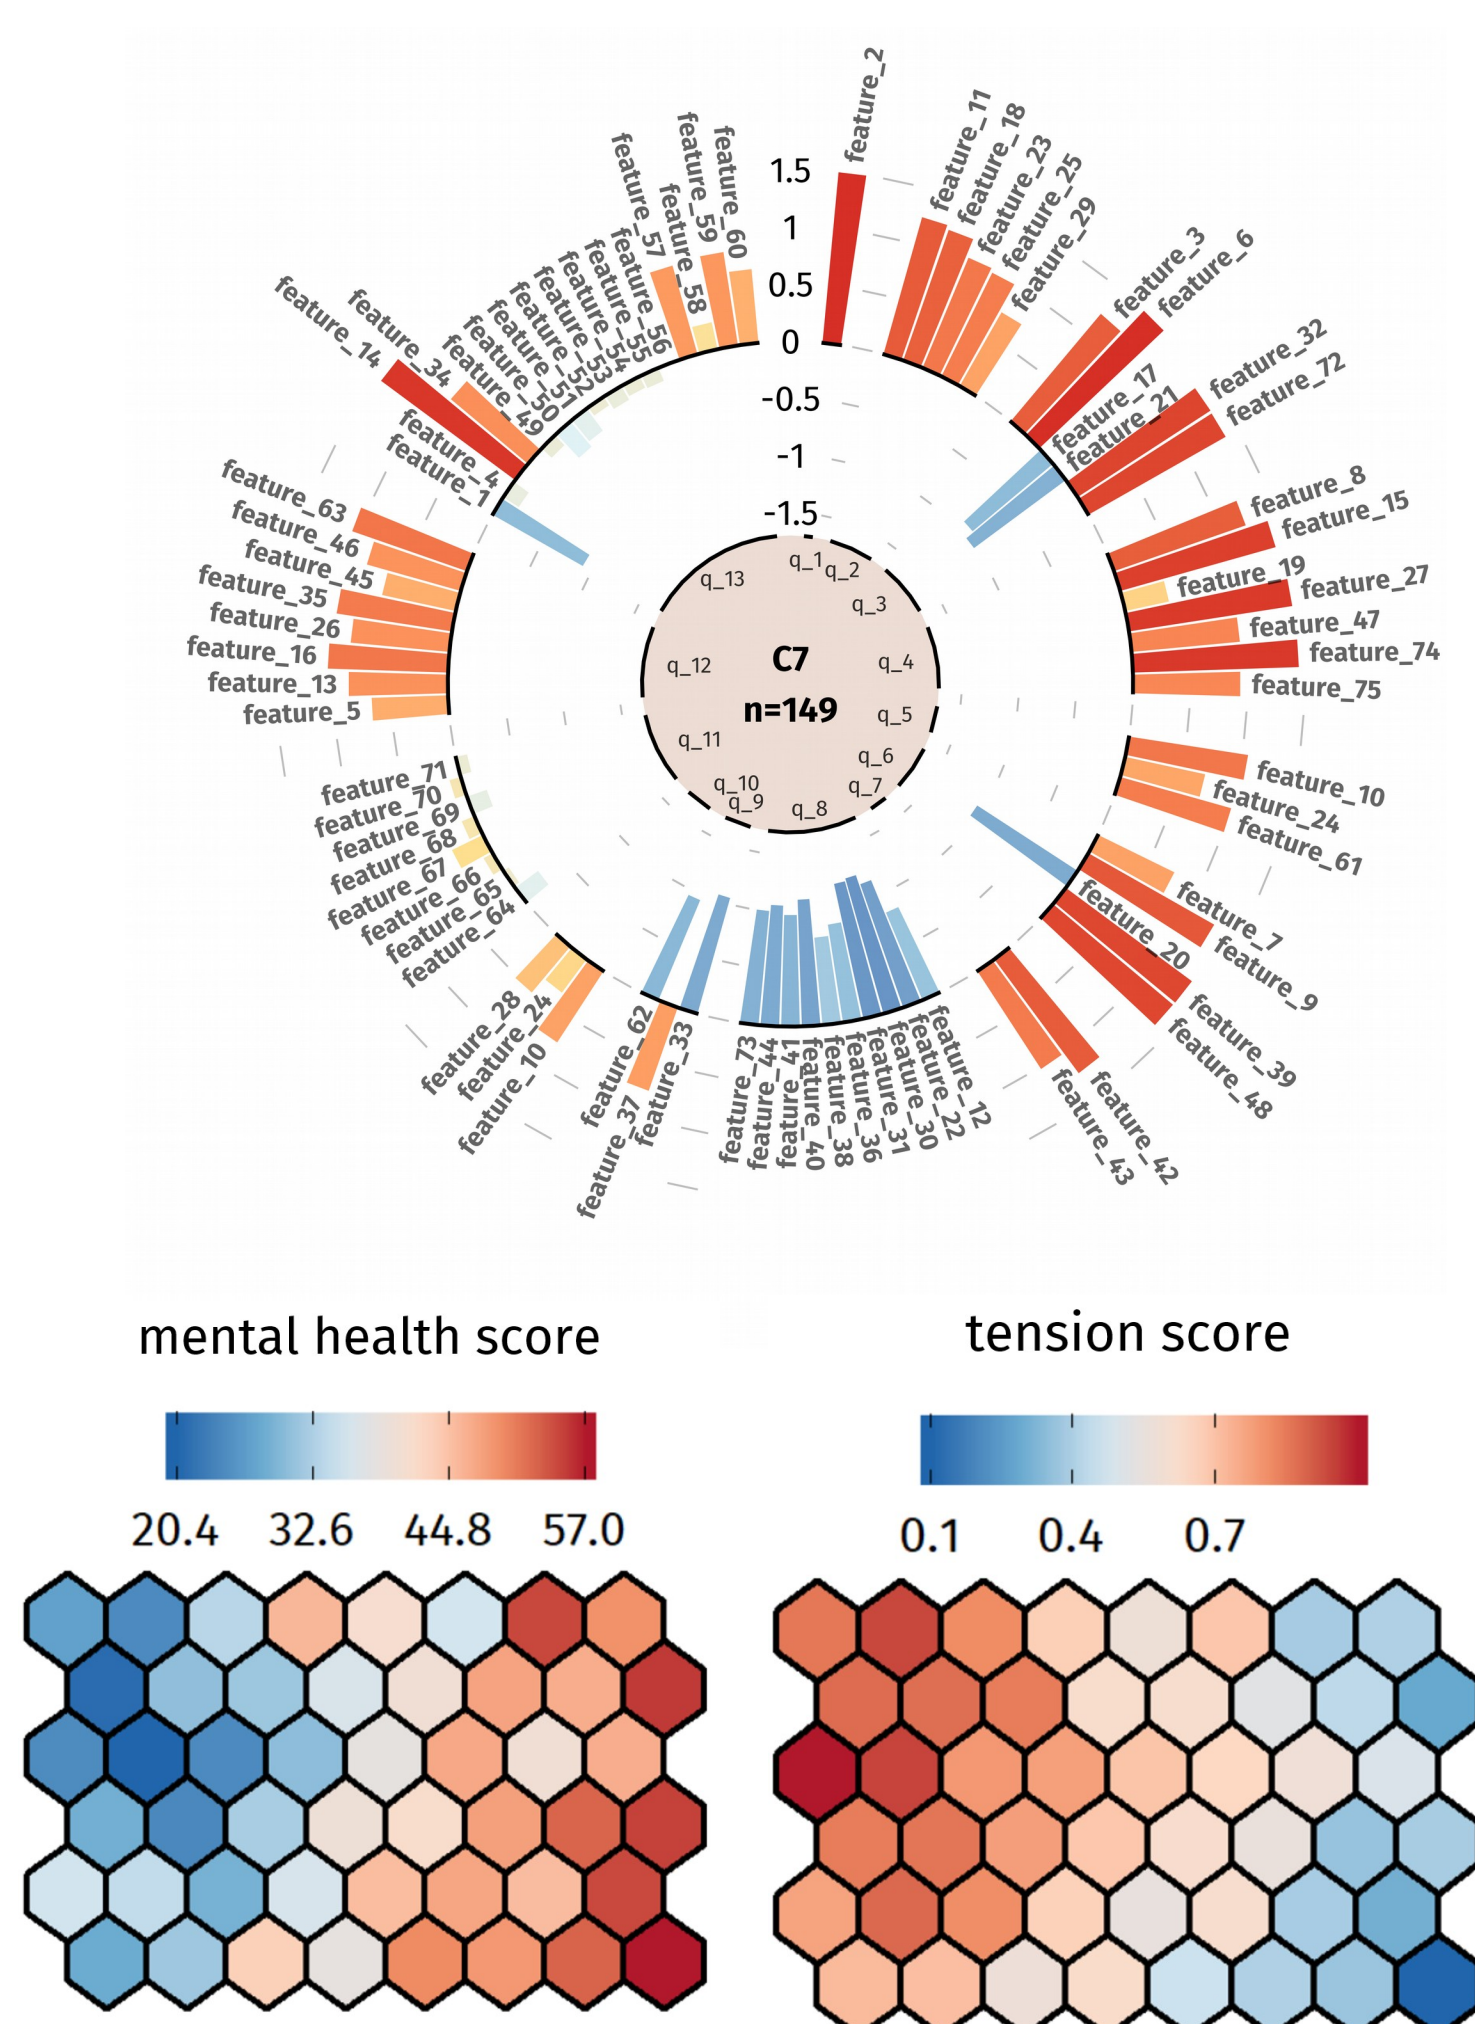 feature_2
feature_11
feature_18
feature_23
feature_25
feature_29
feature_3
feature_6
feature_17
feature_21
feature_32
feature_72
feature_8
feature_15
feature_19
feature_27
feature_47
feature_74
feature_75
feature_10
feature_24
feature_61
feature_7
feature_9
feature_20
feature_39
feature_48
feature_42
feature_43
feature_12
feature_22
feature_30
feature_31
feature_36
feature_38
feature_40
feature_41
feature_44
feature_73
feature_33
feature_37
feature_62
feature_10
feature_24
feature_28
feature_64
feature_65
feature_66
feature_67
feature_68
feature_69
feature_70
feature_71
feature_5
feature_13
feature_16
feature_26
feature_35
feature_45
feature_46
feature_63
feature_1
feature_4
feature_14
feature_34
feature_49
feature_50
feature_51
feature_52
feature_53
feature_54
feature_55
feature_56
feature_57
feature_58
feature_59
feature_60
1.5
1
0.5
0
-0.5
-1
-1.5
q_1
q_2
q_3
q_4
q_5
q_6
q_7
q_8
q_9
q_10
q_11
q_12
q_13
C7
n=149
mental health score
20.4 32.6 44.8 57.0
tension score
0.1 0.4 0.7